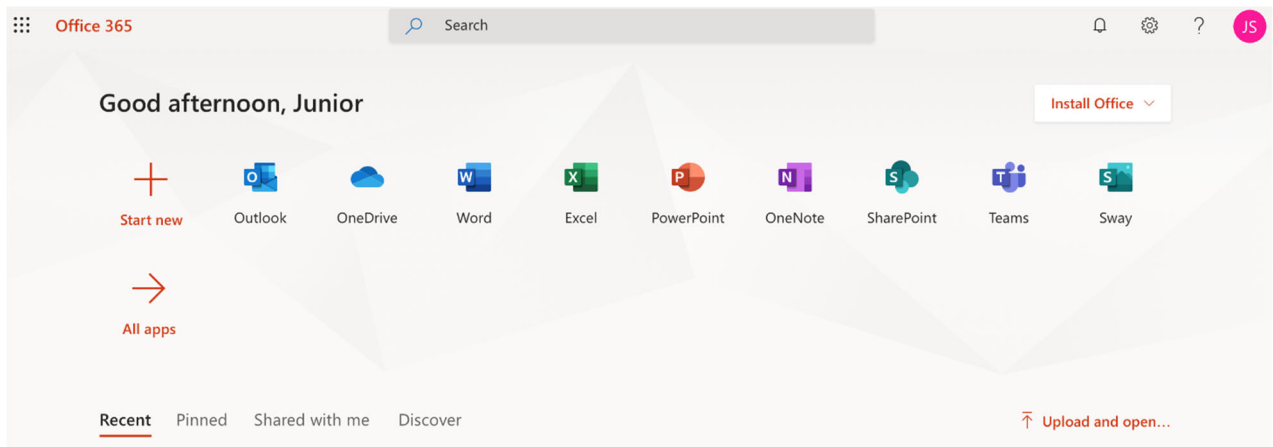 Office 365 Search JS
Good afternoon, Junior
Install Office
Start new Outlook OneDrive Word Excel PowerPoint OneNote SharePoint Teams Sway
All apps
Recent Pinned Shared with me Discover Upload and open...